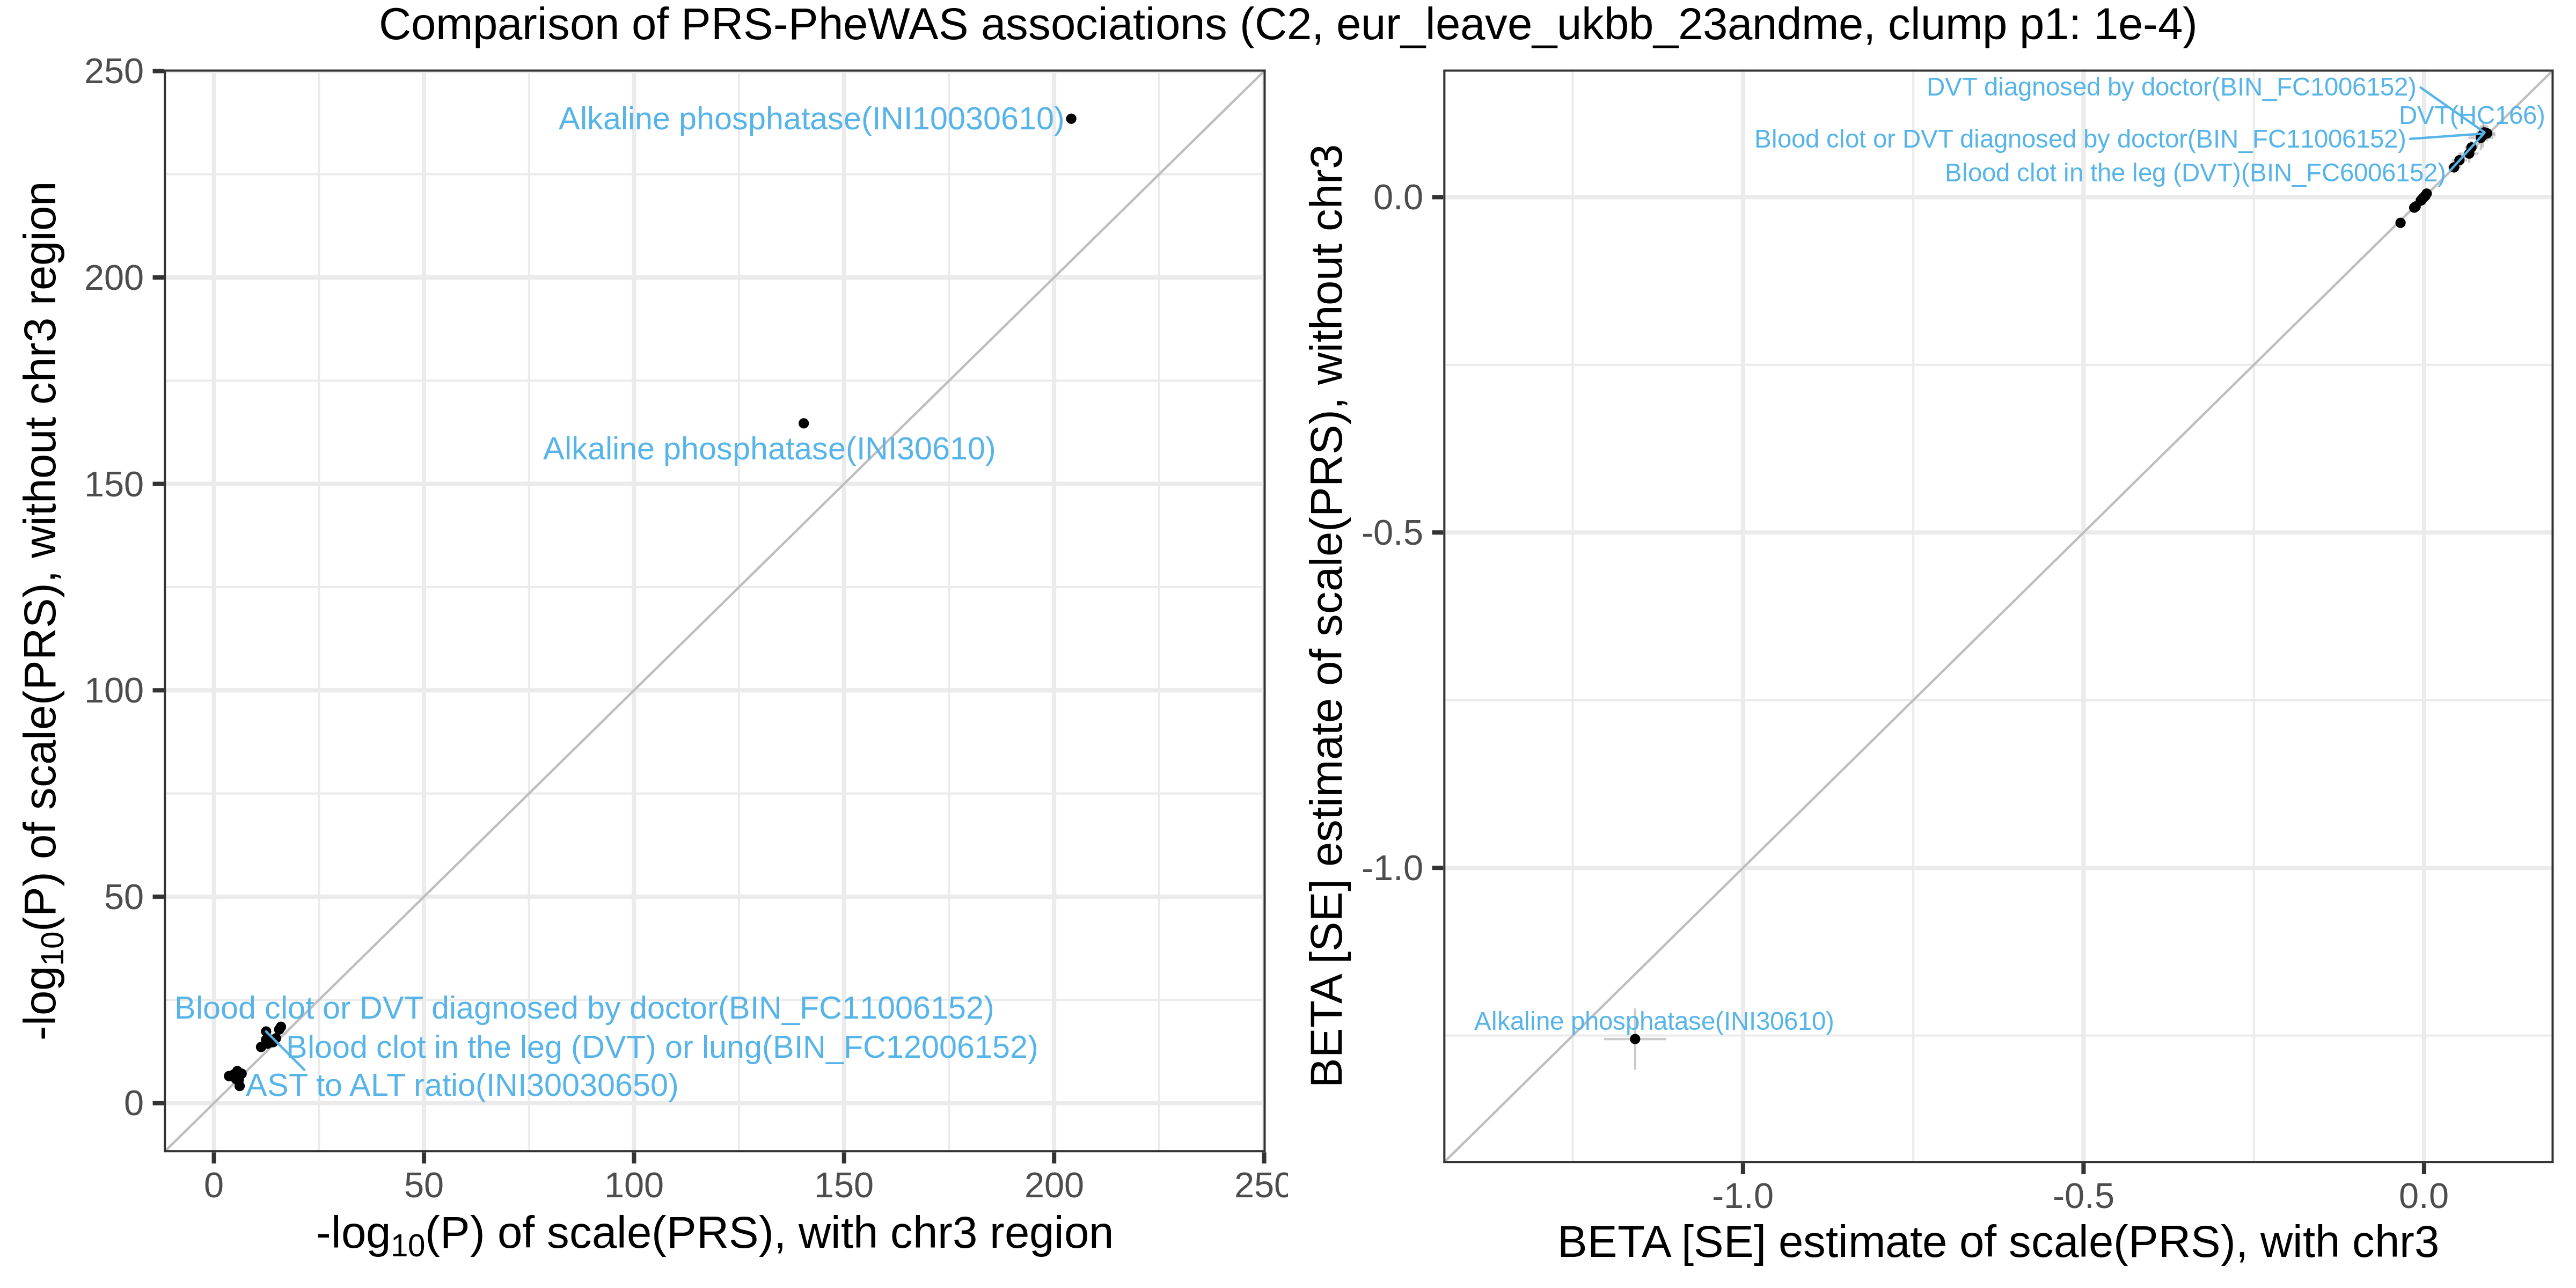 Comparison of PRS-PheWAS associations (C2, eur_leave_ukbb_23andme, clump p1: 1e-4)
-log10(P) of scale(PRS), without chr3 region
250
200
150
100
50
0
Alkaline phosphatase(INI10030610)
Alkaline phosphatase(INI30610)
Blood clot or DVT diagnosed by doctor(BIN_FC11006152)
Blood clot in the leg (DVT) or lung(BIN_FC12006152)
AST to ALT ratio(INI30030650)
0
50
100
150
200
250
-log10(P) of scale(PRS), with chr3 region
BETA [SE] estimate of scale(PRS), without chr3
0.0
-0.5
-1.0
DVT diagnosed by doctor(BIN_FC1006152)
DVT(HC166)
Blood clot or DVT diagnosed by doctor(BIN_FC11006152)
Blood clot in the leg (DVT)(BIN_FC6006152)
Alkaline phosphatase(INI30610)
-1.0
-0.5
0.0
BETA [SE] estimate of scale(PRS), with chr3